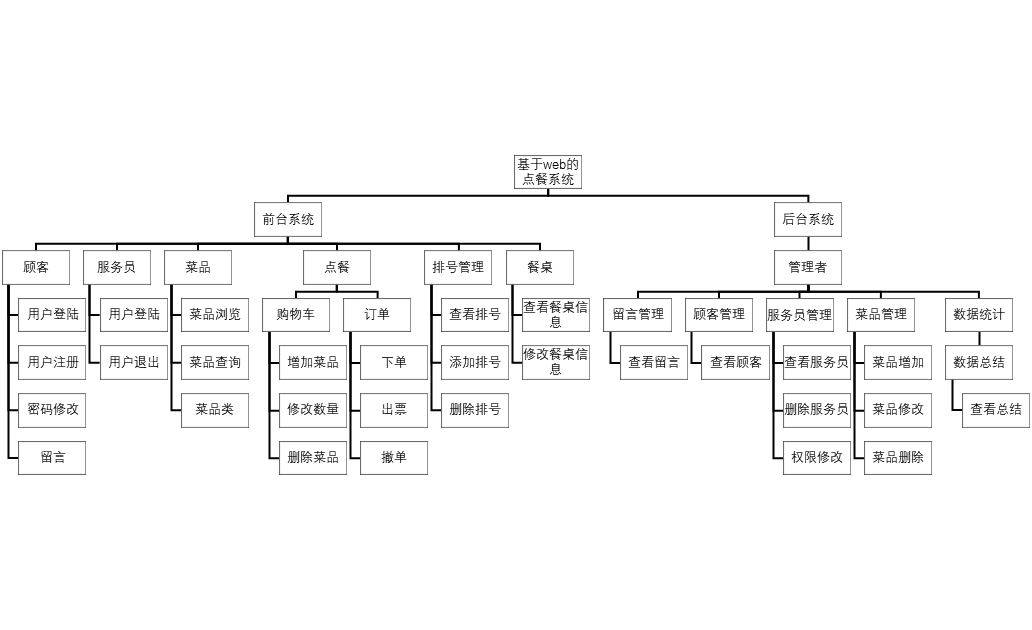 基于web的
点餐系统
前台系统
后台系统
顾客
服务员
菜品
点餐
排号管理
餐桌
管理者
用户登陆
用户登陆
菜品浏览
购物车
订单
查看排号
查看餐桌信
息
留言管理
顾客管理
服务员管理
菜品管理
数据统计
用户注册
用户退出
菜品查询
增加菜品
下单
添加排号
修改餐桌信
息
查看留言
查看顾客
查看服务员
菜品增加
数据总结
密码修改
菜品类
修改数量
出票
删除排号
删除服务员
菜品修改
查看总结
留言
删除菜品
撤单
权限修改
菜品删除